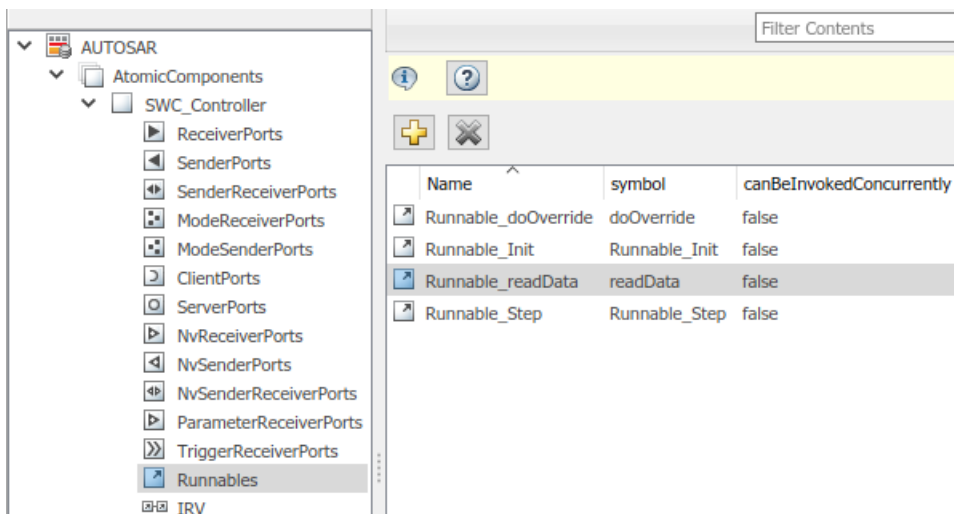 Filter Contents
AUTOSAR
AtomicComponents
SWC_Controller
ReceiverPorts
SenderPorts
SenderReceiverPorts
ModeReceiverPorts
ModeSenderPorts
ClientPorts
ServerPorts
NvReceiverPorts
NvSenderPorts
NvSenderReceiverPorts
ParameterReceiverPorts
TriggerReceiverPorts
Runnables
IRV
Name symbol canBeInvokedConcurrently
Runnable_doOverride doOverride false
Runnable_Init Runnable_Init false
Runnable_readData readData false
Runnable_Step Runnable_Step false